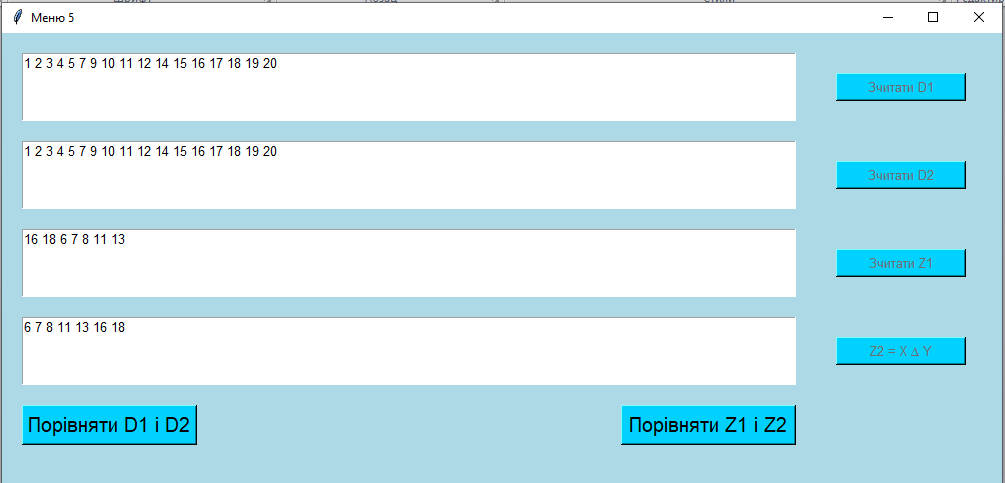 Меню 5
1 2 3 4 5 7 9 10 11 12 14 15 16 17 18 19 20
Зчитати D1
1 2 3 4 5 7 9 10 11 12 14 15 16 17 18 19 20
Зчитати D2
16 18 6 7 8 11 13
Зчитати Z1
6 7 8 11 13 16 18
Z2 = X Δ Y
Порівняти D1 і D2
Порівняти Z1 і Z2